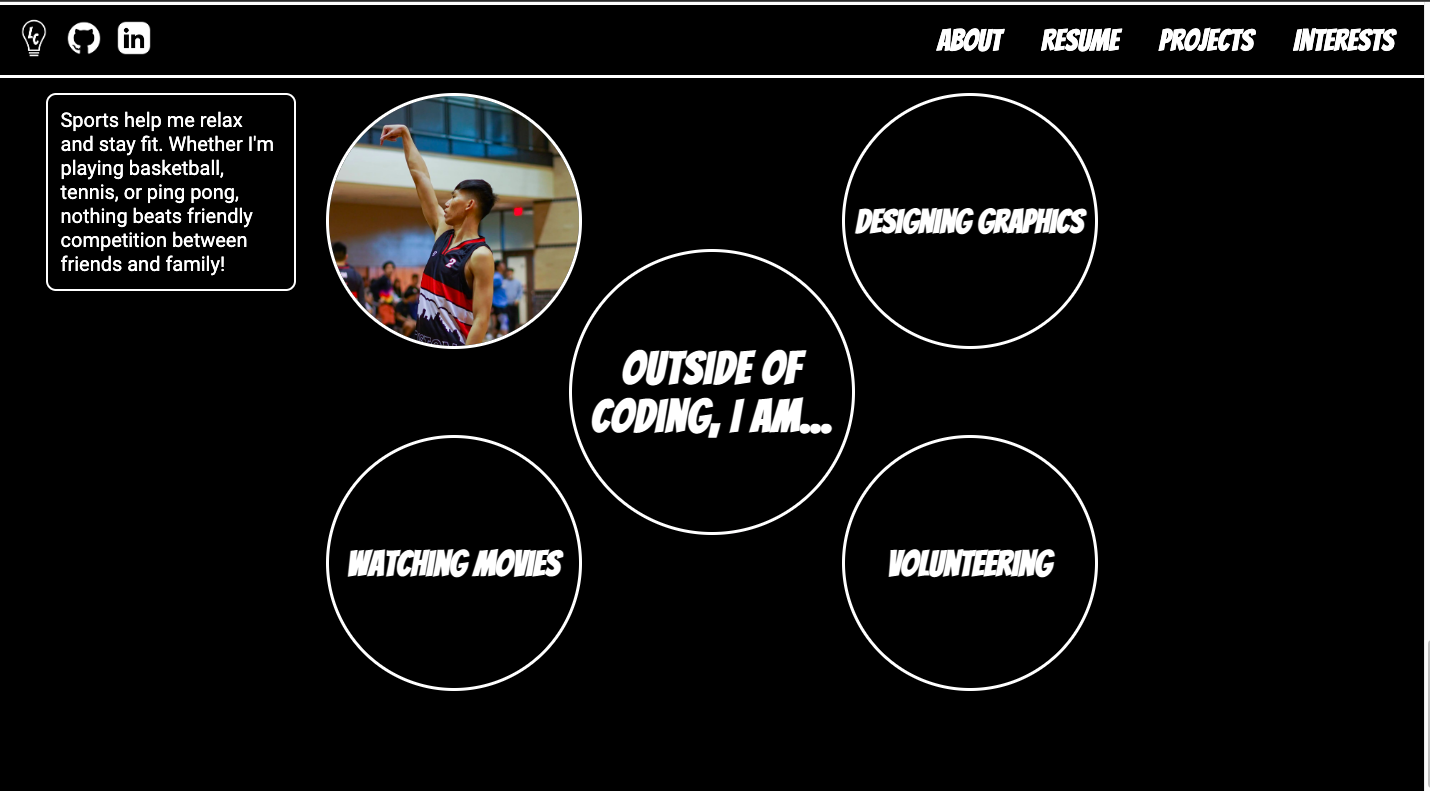 LC
in
ABOUT RESUME PROJECTS INTERESTS
Sports help me relax
and stay fit. Whether I'm
playing basketball,
tennis, or ping pong,
nothing beats friendly
competition between
friends and family!
2
DESIGNING GRAPHICS
OUTSIDE OF
CODING, I AM...
WATCHING MOVIES
VOLUNTEERING